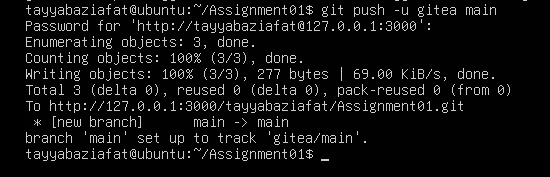 tayyabaziafat@ubuntu:~/Assignment01$ git push -u gitea main
Password for 'http://tayyabaziafat@127.0.0.1:3000':
Enumerating objects: 3, done.
Counting objects: 100% (3/3), done.
Writing objects: 100% (3/3), 277 bytes | 69.00 KiB/s, done.
Total 3 (delta 0), reused 0 (delta 0), pack-reused 0 (from 0)
To http://127.0.0.1:3000/tayyabaziafat/Assignment01.git
 * [new branch]      main -> main
branch 'main' set up to track 'gitea/main'.
tayyabaziafat@ubuntu:~/Assignment01$ _